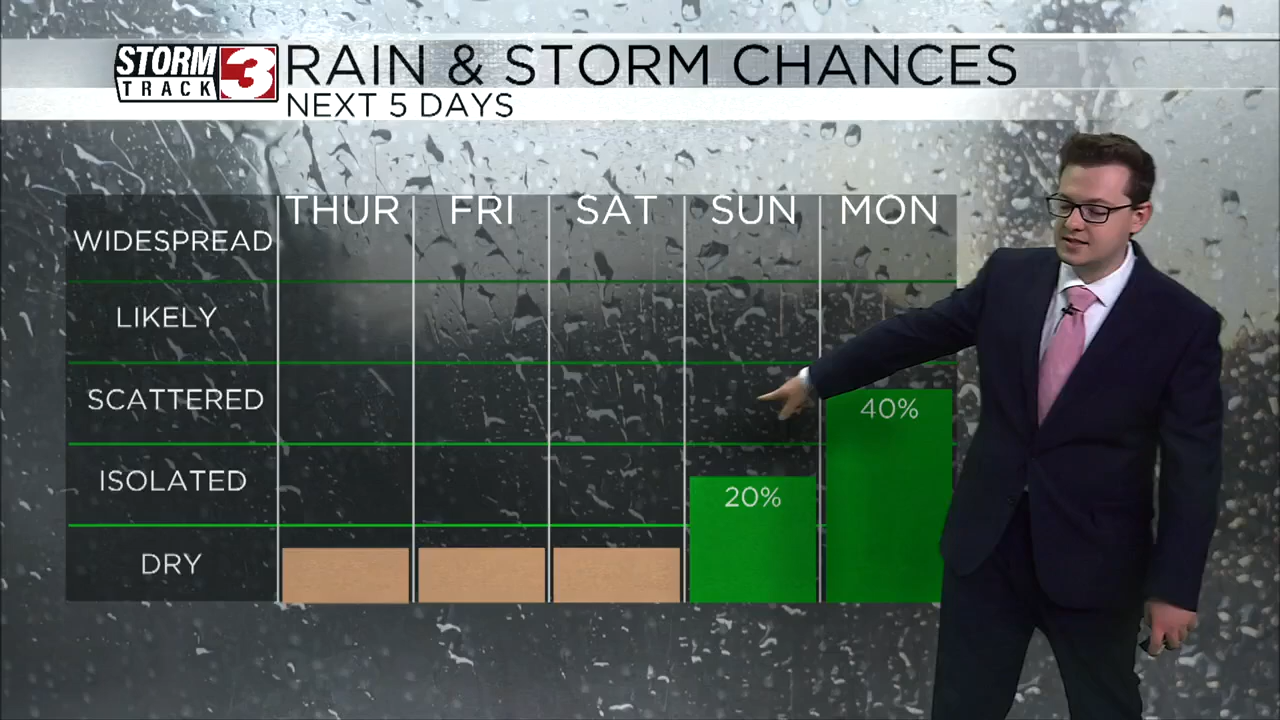 STORM
TRACK 3
RAIN & STORM CHANCES
NEXT 5 DAYS
THUR FRI SAT SUN MON
WIDESPREAD
LIKELY
SCATTERED
40%
ISOLATED
20%
DRY